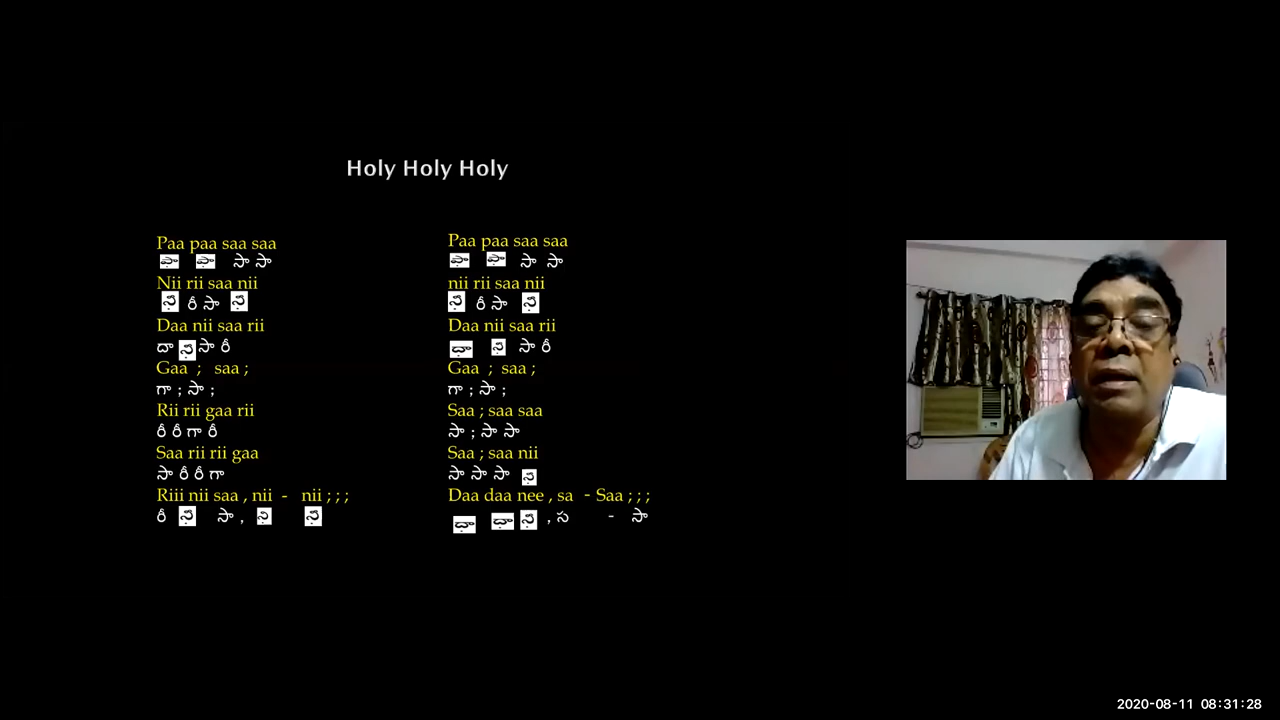 Holy Holy Holy
Paa paa saa saa
పా పా సా సా
Nii rii saa nii
నీ రీ సా నీ
Daa nii saa rii
దా నీ సా రీ
Gaa ; saa ;
గా ; సా ;
Rii rii gaa rii
రీ రీ గా రీ
Saa rii rii gaa
సా రీ రీ గా
Riii nii saa , nii - nii ; ; ;
రీ నీ సా , ని నీ
Paa paa saa saa
పా పా సా సా
nii rii saa nii
నీ రీ సా నీ
Daa nii saa rii
దా నీ సా రీ
Gaa ; saa ;
గా ; సా ;
Saa ; saa saa
సా ; సా సా
Saa ; saa nii
సా సా సా నీ
Daa daa nee , sa - Saa ; ; ;
దా దా నీ , స - సా
2020-08-11 08:31:28